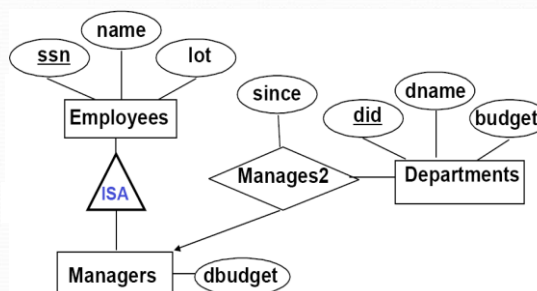 name
ssn
lot
Employees
since
dname
did
budget
Manages2
Departments
ISA
Managers
dbudget